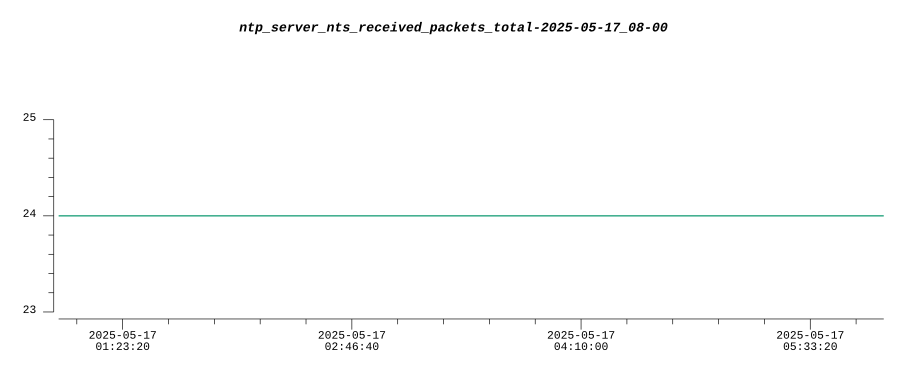 ntp_server_nts_received_packets_total-2025-05-17_08-00
25
24
23
2025-05-17 2025-05-17 2025-05-17 2025-05-17
01:23:20 02:46:40 04:10:00 05:33:20